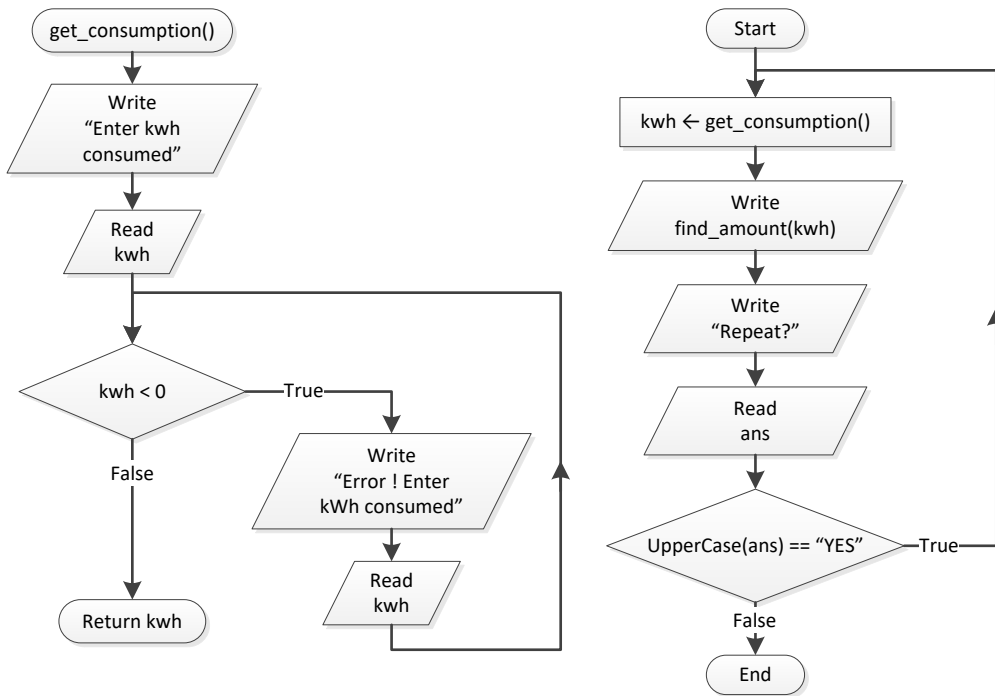 get_consumption()
Write
“Enter kwh
consumed”
Read
kwh
kwh < 0
True
False
Write
“Error ! Enter
kWh consumed”
Read
kwh
Return kwh
Start
kwh ← get_consumption()
Write
find_amount(kwh)
Write
“Repeat?”
Read
ans
UpperCase(ans) == “YES”
True
False
End